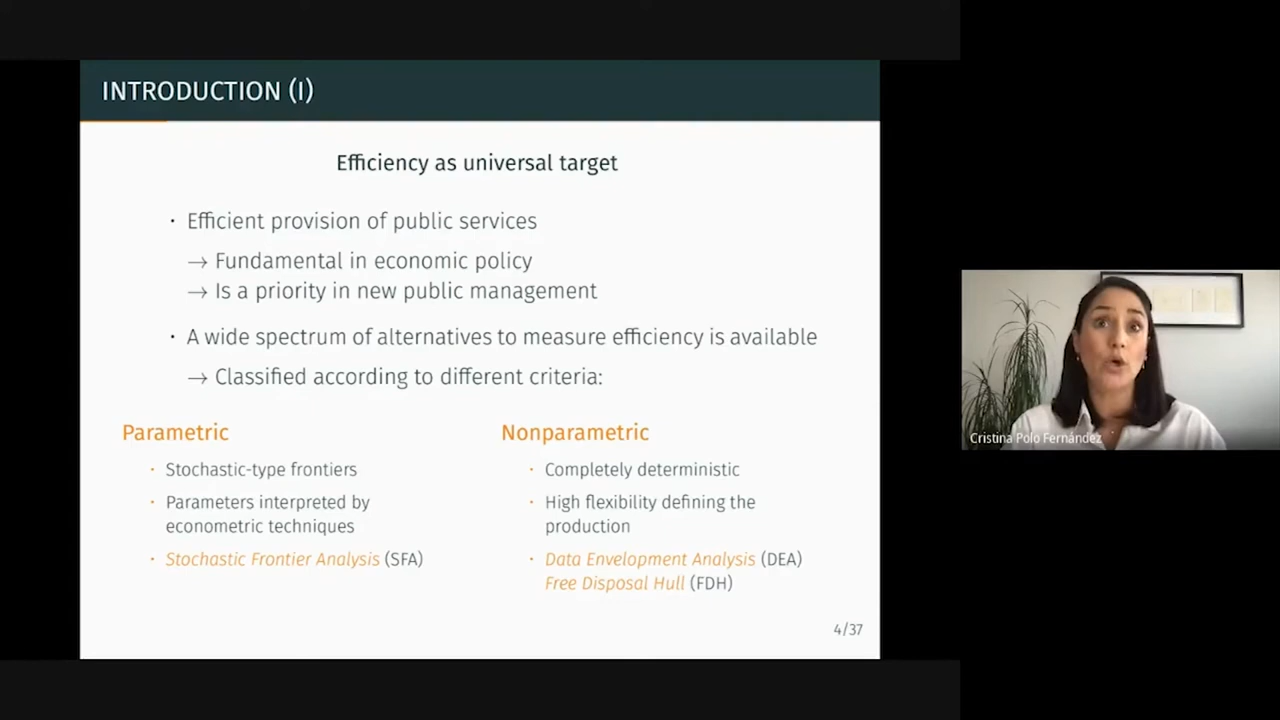 INTRODUCTION (I)
Efficiency as universal target
· Efficient provision of public services
→ Fundamental in economic policy
→ Is a priority in new public management
· A wide spectrum of alternatives to measure efficiency is available
→ Classified according to different criteria:
Parametric
· Stochastic-type frontiers
· Parameters interpreted by
econometric techniques
· Stochastic Frontier Analysis (SFA)
Nonparametric
· Completely deterministic
· High flexibility defining the
production
· Data Envelopment Analysis (DEA)
Free Disposal Hull (FDH)
4/37
Cristina Polo Fernández